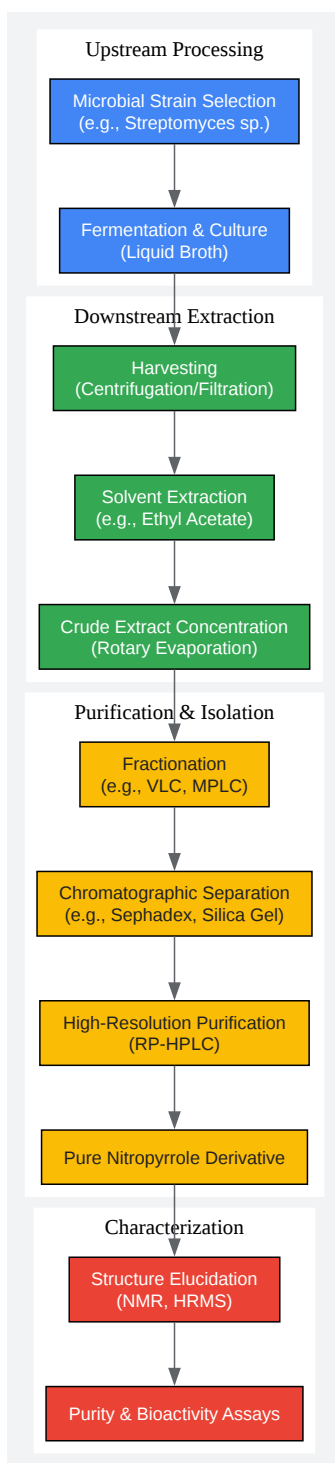 Upstream Processing
Microbial Strain Selection
(e.g., Streptomyces sp.)
Fermentation & Culture
(Liquid Broth)
Downstream Extraction
Harvesting
(Centrifugation/Filtration)
Solvent Extraction
(e.g., Ethyl Acetate)
Crude Extract Concentration
(Rotary Evaporation)
Purification & Isolation
Fractionation
(e.g., VLC, MPLC)
Chromatographic Separation
(e.g., Sephadex, Silica Gel)
High-Resolution Purification
(RP-HPLC)
Pure Nitropyrrole Derivative
Characterization
Structure Elucidation
(NMR, HRMS)
Purity & Bioactivity Assays